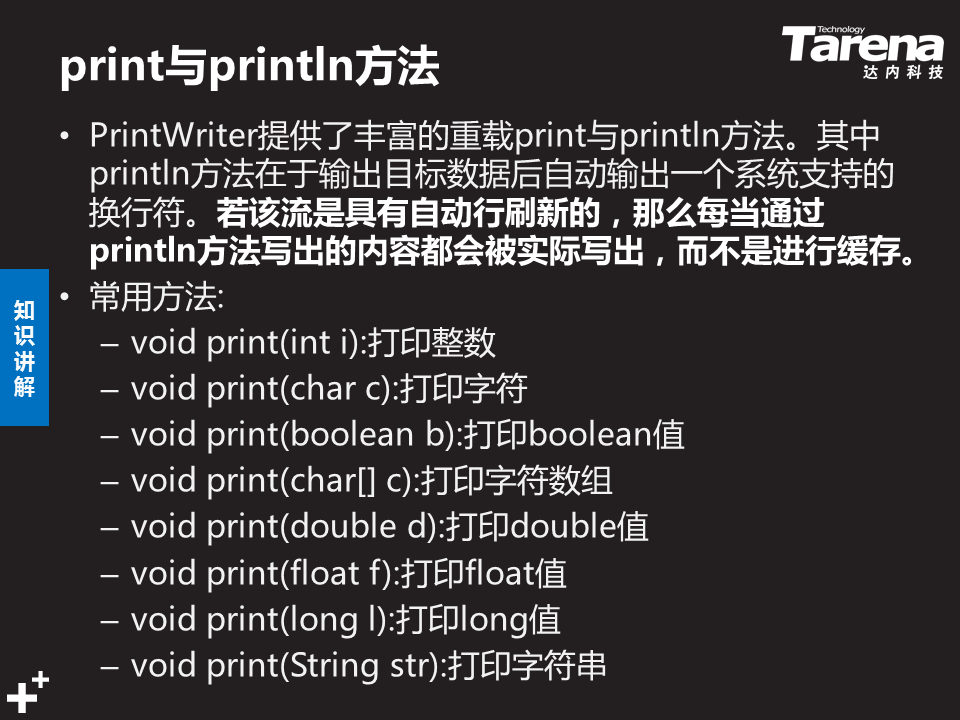 print与println方法
Technology
Tarena
达内科技
• PrintWriter提供了丰富的重载print与println方法。其中
println方法在于输出目标数据后自动输出一个系统支持的
换行符。若该流是具有自动行刷新的，那么每当通过
println方法写出的内容都会被实际写出，而不是进行缓存。
• 常用方法:
– void print(int i):打印整数
– void print(char c):打印字符
– void print(boolean b):打印boolean值
– void print(char[] c):打印字符数组
– void print(double d):打印double值
– void print(float f):打印float值
– void print(long l):打印long值
– void print(String str):打印字符串
知
识
讲
解